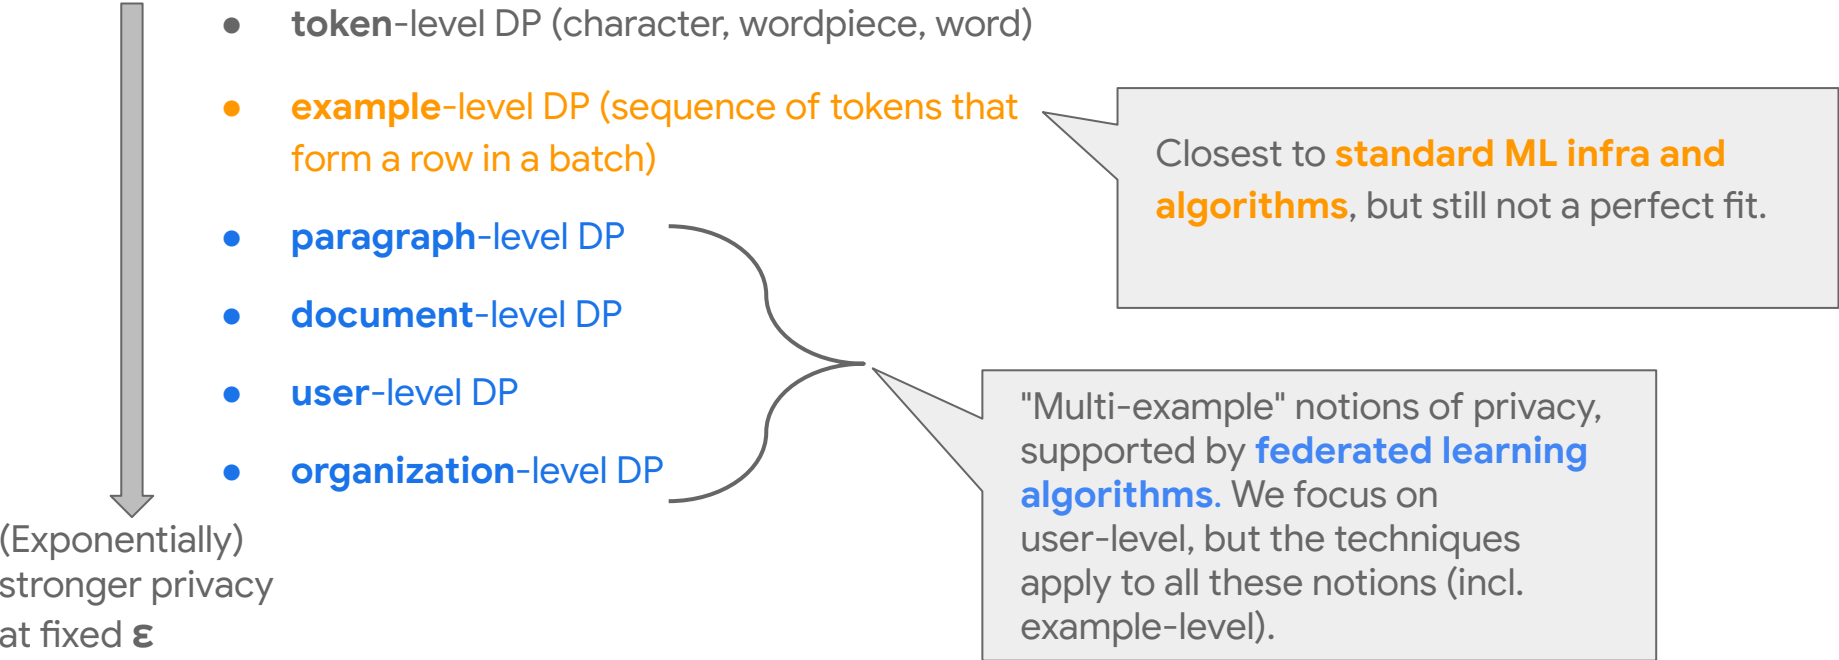 ● token-level DP (character, wordpiece, word)
● example-level DP (sequence of tokens that
form a row in a batch)
● paragraph-level DP
● document-level DP
● user-level DP
● organization-level DP
(Exponentially)
stronger privacy
at fixed ε
Closest to standard ML infra and
algorithms, but still not a perfect fit.
"Multi-example" notions of privacy,
supported by federated learning
algorithms. We focus on
user-level, but the techniques
apply to all these notions (incl.
example-level).